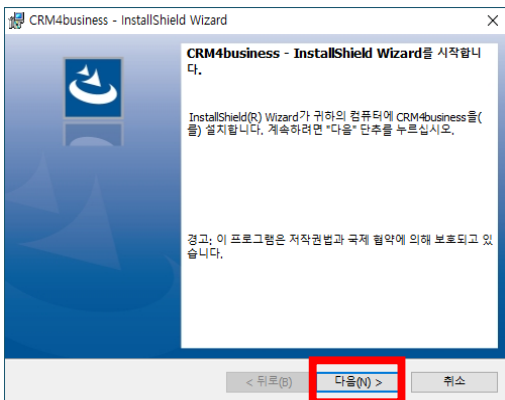 CRM4business - InstallShield Wizard
CRM4business - InstallShield Wizard를 시작합니
다.
InstallShield(R) Wizard가 귀하의 컴퓨터에 CRM4business을(
를) 설치합니다. 계속하려면 "다음" 단추를 누르십시오.
경고: 이 프로그램은 저작권법과 국제 협약에 의해 보호되고 있
습니다.
< 뒤로(B) 다음(N) > 취소